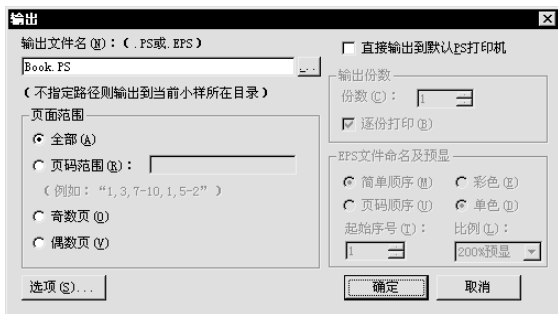 输出
输出文件名(N)：(.PS或.EPS)
Book.PS
...
(不指定路径则输出到当前小样所在目录)
页面范围
全部(A)
页码范围(R)：
(例如："1,3,7-10,1,5-2")
奇数页(O)
偶数页(V)
选项(S)...
直接输出到默认PS打印机
输出份数
份数(C)： 1
逐份打印(B)
EPS文件命名及预显
简单顺序(M) 彩色(E)
页码顺序(U) 单色(D)
起始序号(T)： 比例(L)：
1 200%预显
确定 取消